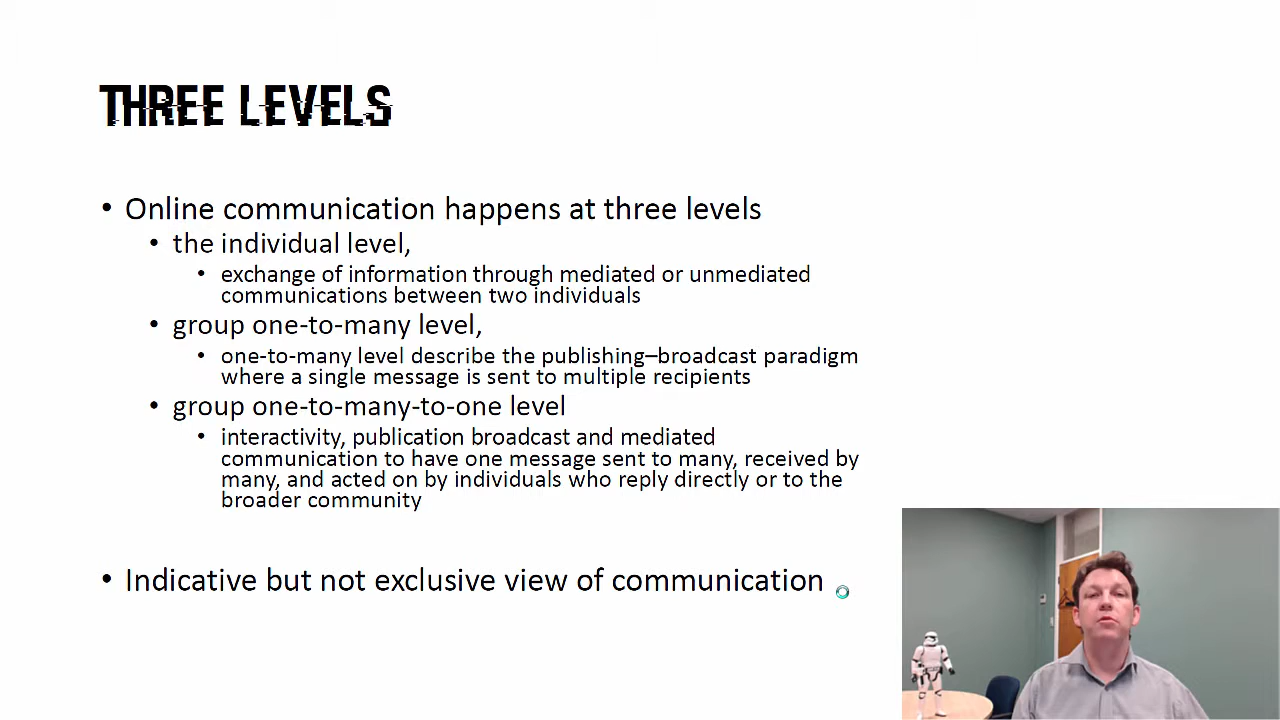 THREE LEVELS
• Online communication happens at three levels
• the individual level,
• exchange of information through mediated or unmediated
communications between two individuals
• group one-to-many level,
• one-to-many level describe the publishing–broadcast paradigm
where a single message is sent to multiple recipients
• group one-to-many-to-one level
• interactivity, publication broadcast and mediated
communication to have one message sent to many, received by
many, and acted on by individuals who reply directly or to the
broader community
• Indicative but not exclusive view of communication